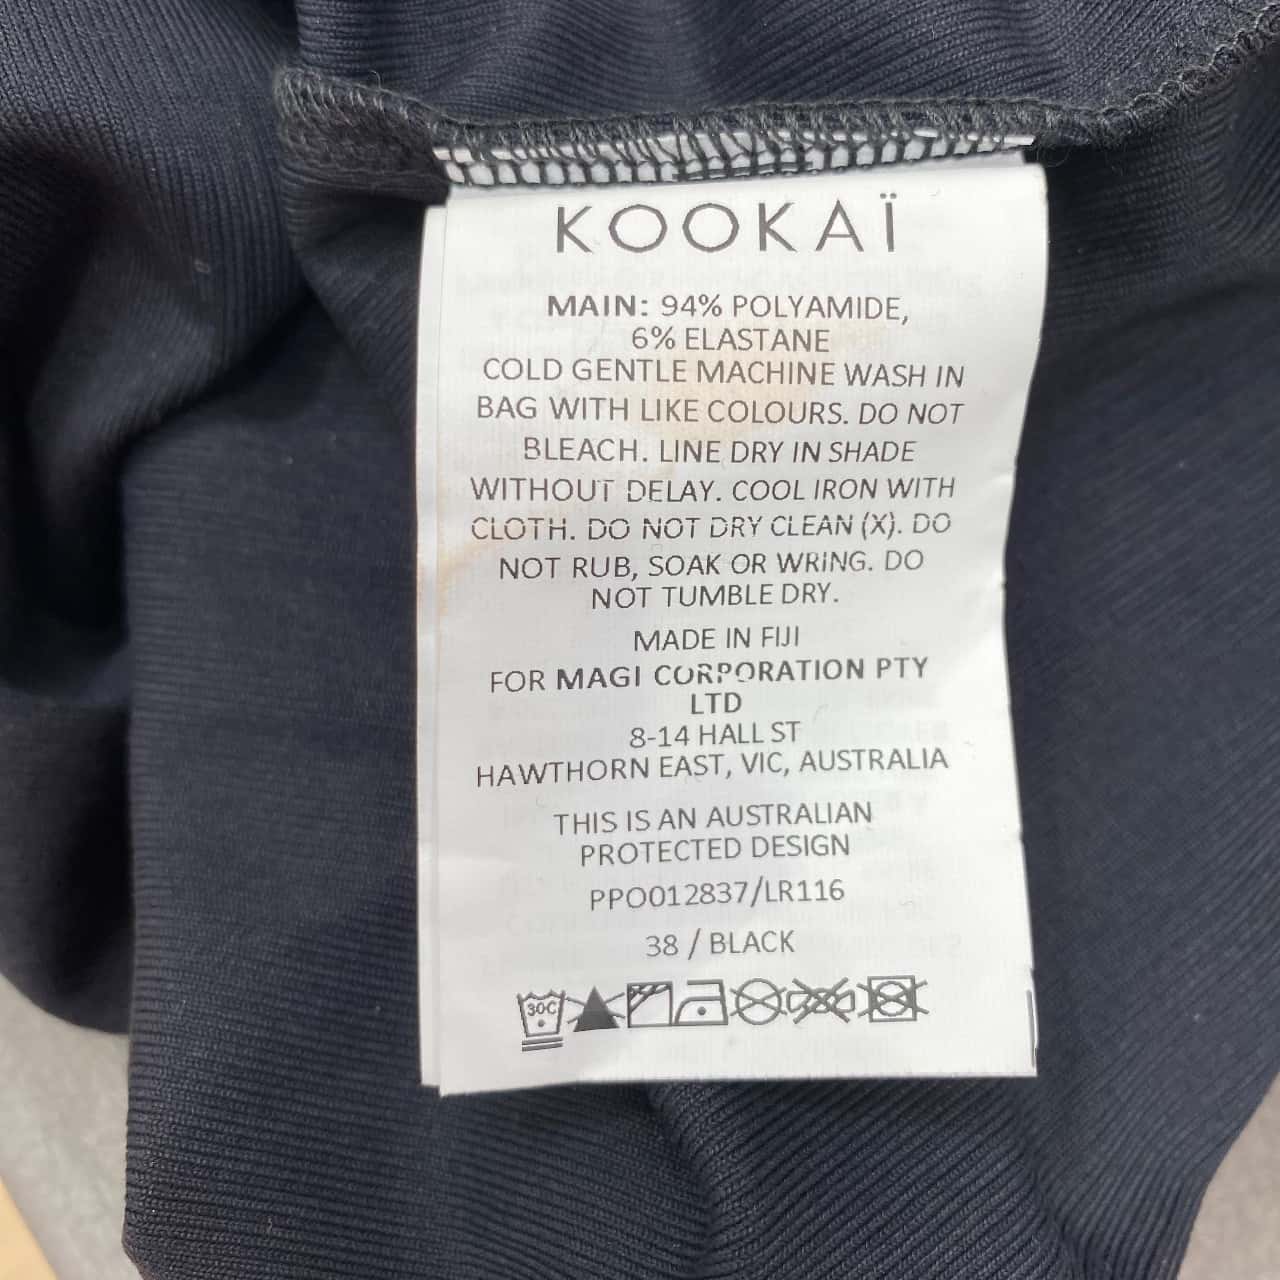 KOOKAÏ
MAIN: 94% POLYAMIDE,
6% ELASTANE
COLD GENTLE MACHINE WASH IN
BAG WITH LIKE COLOURS. DO NOT
BLEACH. LINE DRY IN SHADE
WITHOUT DELAY. COOL IRON WITH
CLOTH. DO NOT DRY CLEAN (X). DO
NOT RUB, SOAK OR WRING. DO
NOT TUMBLE DRY.
MADE IN FIJI
FOR MAGI CORPORATION PTY
LTD
8-14 HALL ST
HAWTHORN EAST, VIC, AUSTRALIA
THIS IS AN AUSTRALIAN
PROTECTED DESIGN
PPO012837/LR116
38 / BLACK
30C